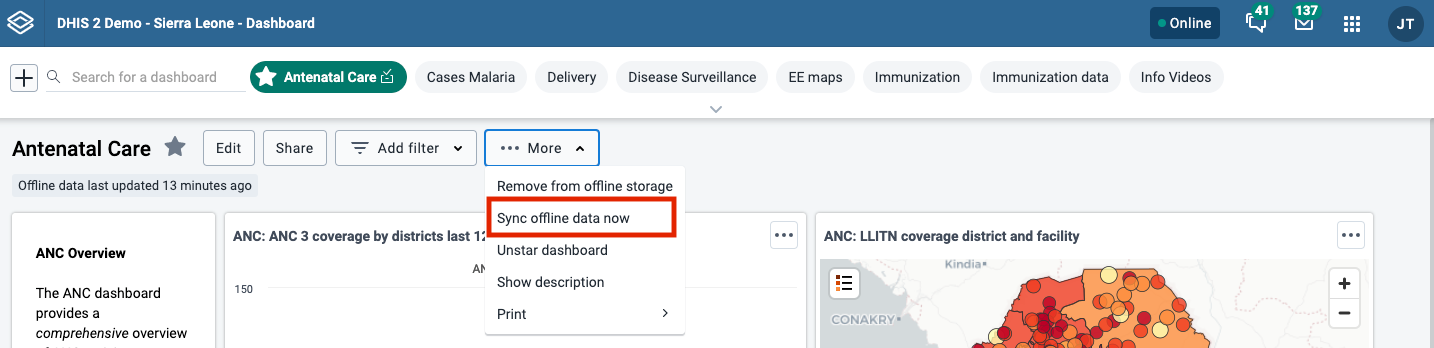 DHIS 2 Demo - Sierra Leone - Dashboard
Online
41
137
JT
Search for a dashboard
Antenatal Care
Cases Malaria
Delivery
Disease Surveillance
EE maps
Immunization
Immunization data
Info Videos
Antenatal Care
Edit
Share
Add filter
More
Offline data last updated 13 minutes ago
Remove from offline storage
Sync offline data now
Unstar dashboard
Show description
Print
ANC Overview
The ANC dashboard
provides a
comprehensive overview
ANC: ANC 3 coverage by districts last 12
150
ANC: LLITN coverage district and facility
Kindia
CONAKRY